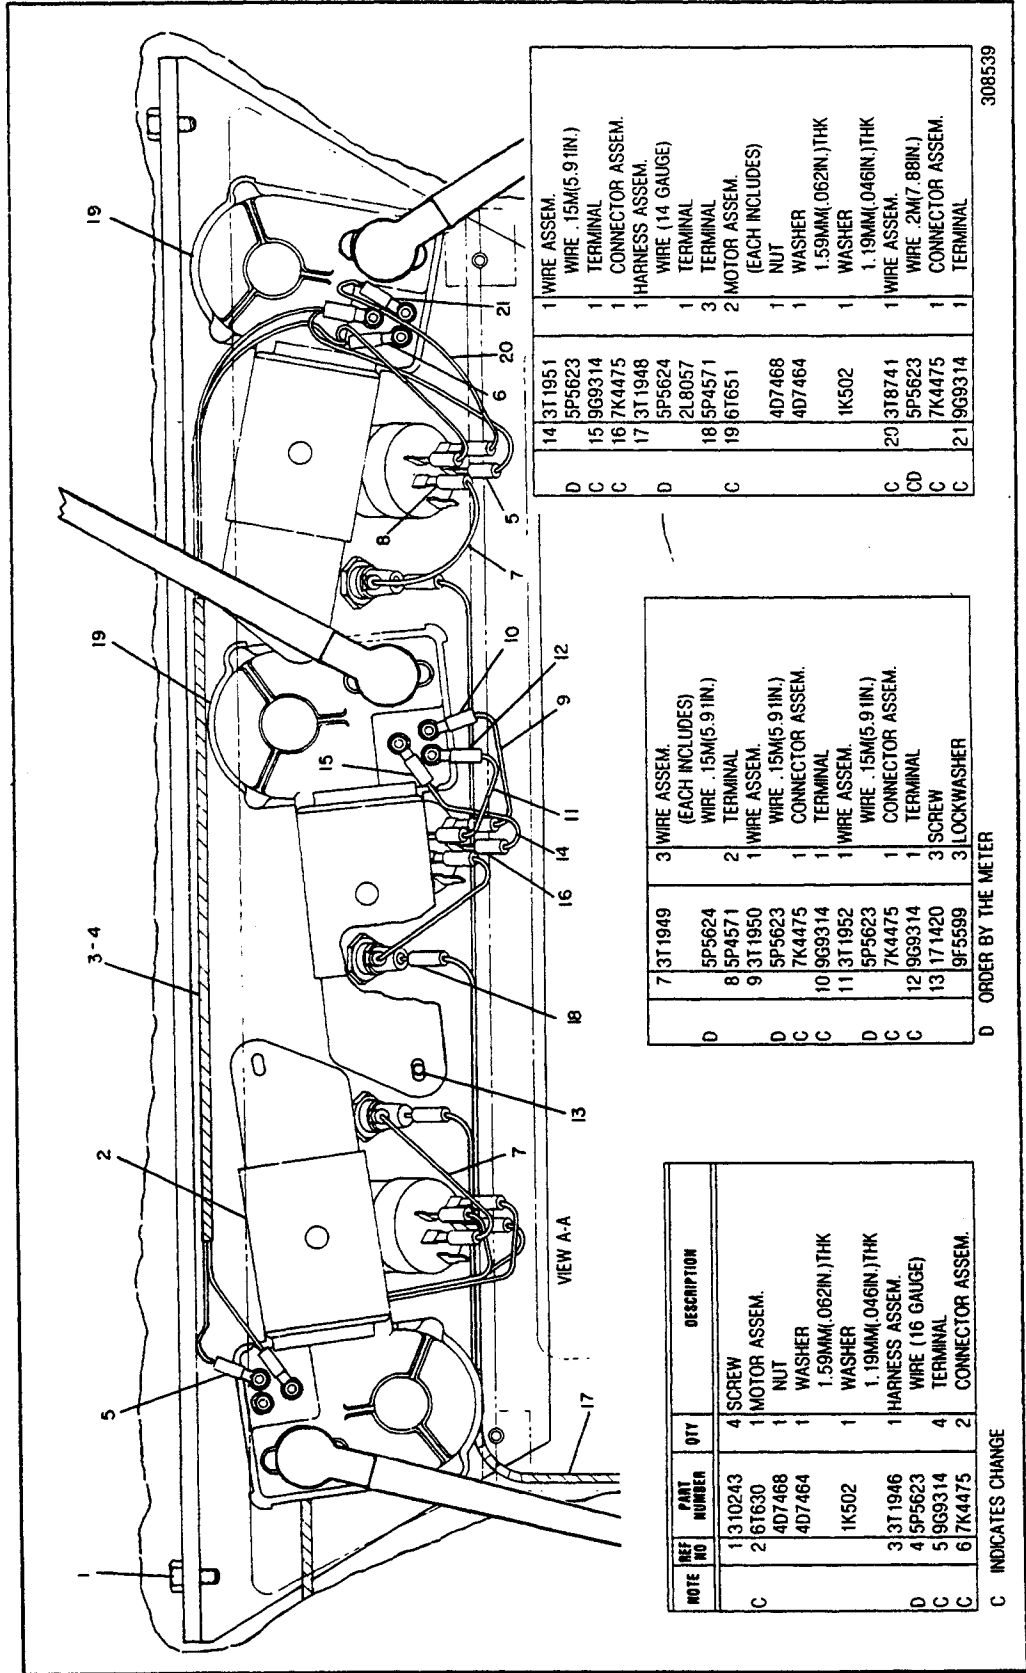 1
5
2
3-4
19
19
7
13
18
16
14
11
9
12
10
15
17
VIEW A-A
8
7
5
6
20
21
NOTE REF NO PART NUMBER QTY DESCRIPTION
1 310243 4 SCREW
C 2 6T630 1 MOTOR ASSEM.
4D7468 1 NUT
4D7464 1 WASHER
1.59MM(.062IN.)THK
1K502 1 WASHER
1.19MM(.046IN.)THK
3 3T1946 1 HARNESS ASSEM.
D 4 5P5623 WIRE (16 GAUGE)
C 5 9G9314 4 TERMINAL
C 6 7K4475 2 CONNECTOR ASSEM.
C INDICATES CHANGE
7 3T1949 3 WIRE ASSEM.
(EACH INCLUDES)
D 5P5624 WIRE .15M(5.91IN.)
8 5P4571 2 TERMINAL
9 3T1950 1 WIRE ASSEM.
D 5P5623 WIRE .15M(5.91IN.)
C 7K4475 1 CONNECTOR ASSEM.
C 10 9G9314 1 TERMINAL
11 3T1952 1 WIRE ASSEM.
D 5P5623 WIRE .15M(5.91IN.)
C 7K4475 1 CONNECTOR ASSEM.
C 12 9G9314 1 TERMINAL
13 171420 3 SCREW
9F5599 3 LOCKWASHER
D ORDER BY THE METER
14 3T1951 1 WIRE ASSEM.
D 5P5623 WIRE .15M(5.91IN.)
C 15 9G9314 1 TERMINAL
C 16 7K4475 1 CONNECTOR ASSEM.
17 3T1948 1 HARNESS ASSEM.
D 5P5624 WIRE (14 GAUGE)
2L8057 1 TERMINAL
18 5P4571 3 TERMINAL
C 19 6T651 2 MOTOR ASSEM.
(EACH INCLUDES)
4D7468 1 NUT
4D7464 1 WASHER
1.59MM(.062IN.)THK
1K502 1 WASHER
1.19MM(.046IN.)THK
C 20 3T8741 1 WIRE ASSEM.
CD 5P5623 WIRE .2M(7.88IN.)
C 7K4475 1 CONNECTOR ASSEM.
C 21 9G9314 1 TERMINAL
308539